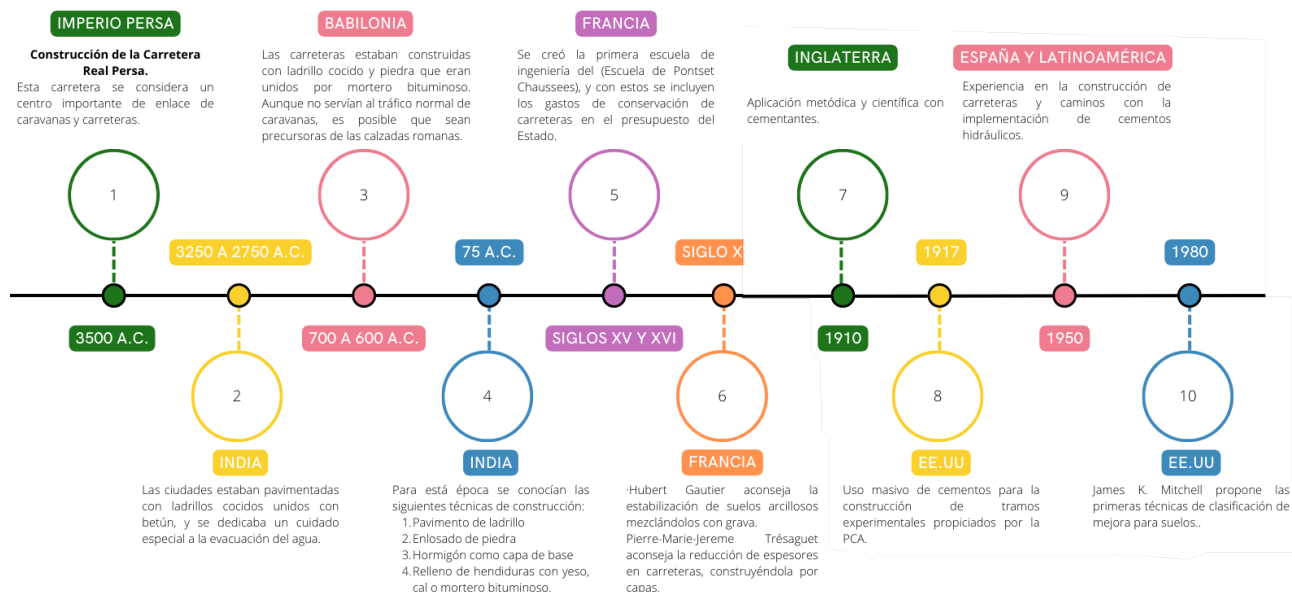 IMPERIO PERSA
Construcción de la Carretera
Real Persa.
Esta carretera se considera un
centro importante de enlace de
caravanas y carreteras.
1
3500 A.C.
3250 A 2750 A.C.
2
INDIA
Las ciudades estaban pavimentadas
con ladrillos cocidos unidos con
betún, y se dedicaba un cuidado
especial a la evacuación del agua.
BABILONIA
Las carreteras estaban construidas
con ladrillo cocido y piedra que eran
unidos por mortero bituminoso.
Aunque no servían al tráfico normal de
caravanas, es posible que sean
precursoras de las calzadas romanas.
3
700 A 600 A.C.
75 A.C.
4
INDIA
Para está época se conocían las
siguientes técnicas de construcción:
1. Pavimento de ladrillo
2. Enlosado de piedra
3. Hormigón como capa de base
4. Relleno de hendiduras con yeso,
cal o mortero bituminoso.
FRANCIA
Se creó la primera escuela de
ingeniería del (Escuela de Pontset
Chaussees), y con estos se incluyen
los gastos de conservación de
carreteras en el presupuesto del
Estado.
5
SIGLOS XV Y XVI
SIGLO
6
FRANCIA
·Hubert Gautier aconseja la
estabilización de suelos arcillosos
mezclándolos con grava.
Pierre-Marie-Jereme Trésaguet
aconseja la reducción de espesores
en carreteras, construyéndola por
capas.
INGLATERRA
Aplicación metódica y científica con
cementantes.
7
1910
1917
8
EE.UU
Uso masivo de cementos para la
construcción de tramos
experimentales propiciados por la
PCA.
ESPAÑA Y LATINOAMÉRICA
Experiencia en la construcción de
carreteras y caminos con la
implementación de cementos
hidráulicos.
9
1950
1980
10
EE.UU
James K. Mitchell propone las
primeras técnicas de clasificación de
mejora para suelos..